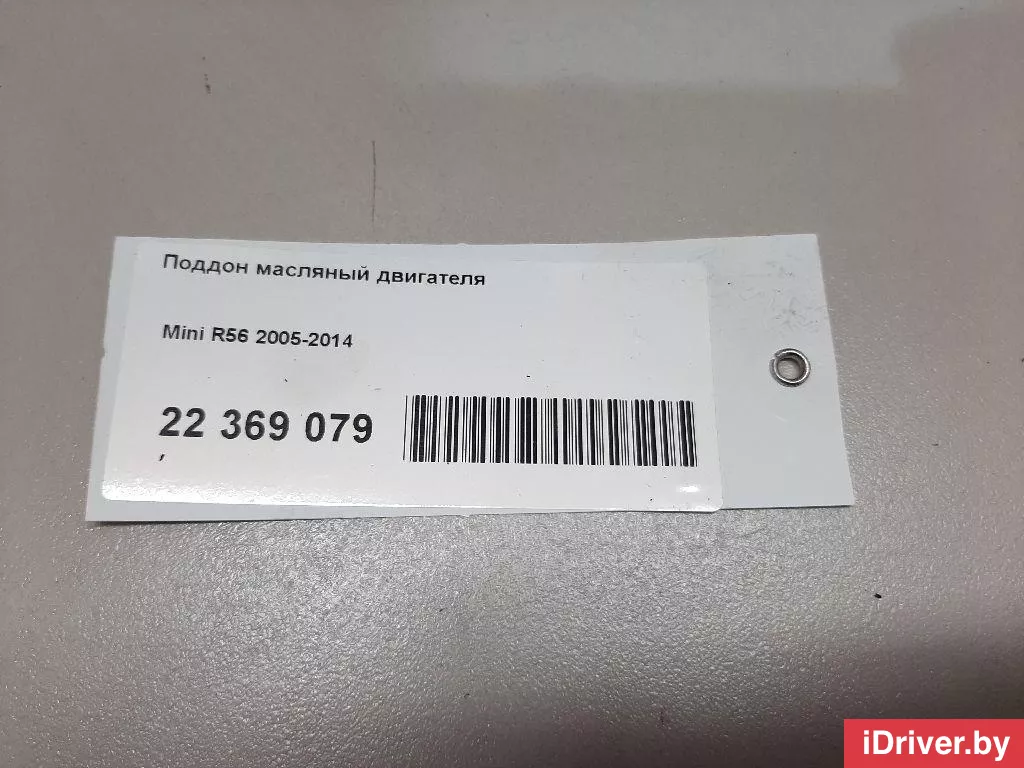 Поддон масляный двигателя
Mini R56 2005-2014
22 369 079
,
iDriver.by